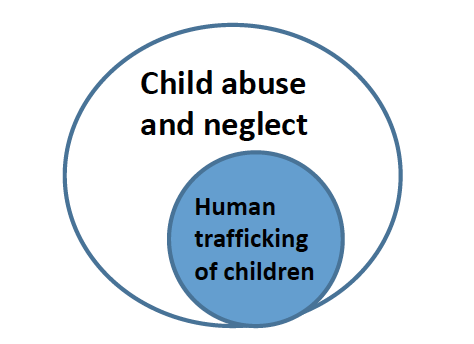 Child abuse
and neglect
Human
trafficking
of children